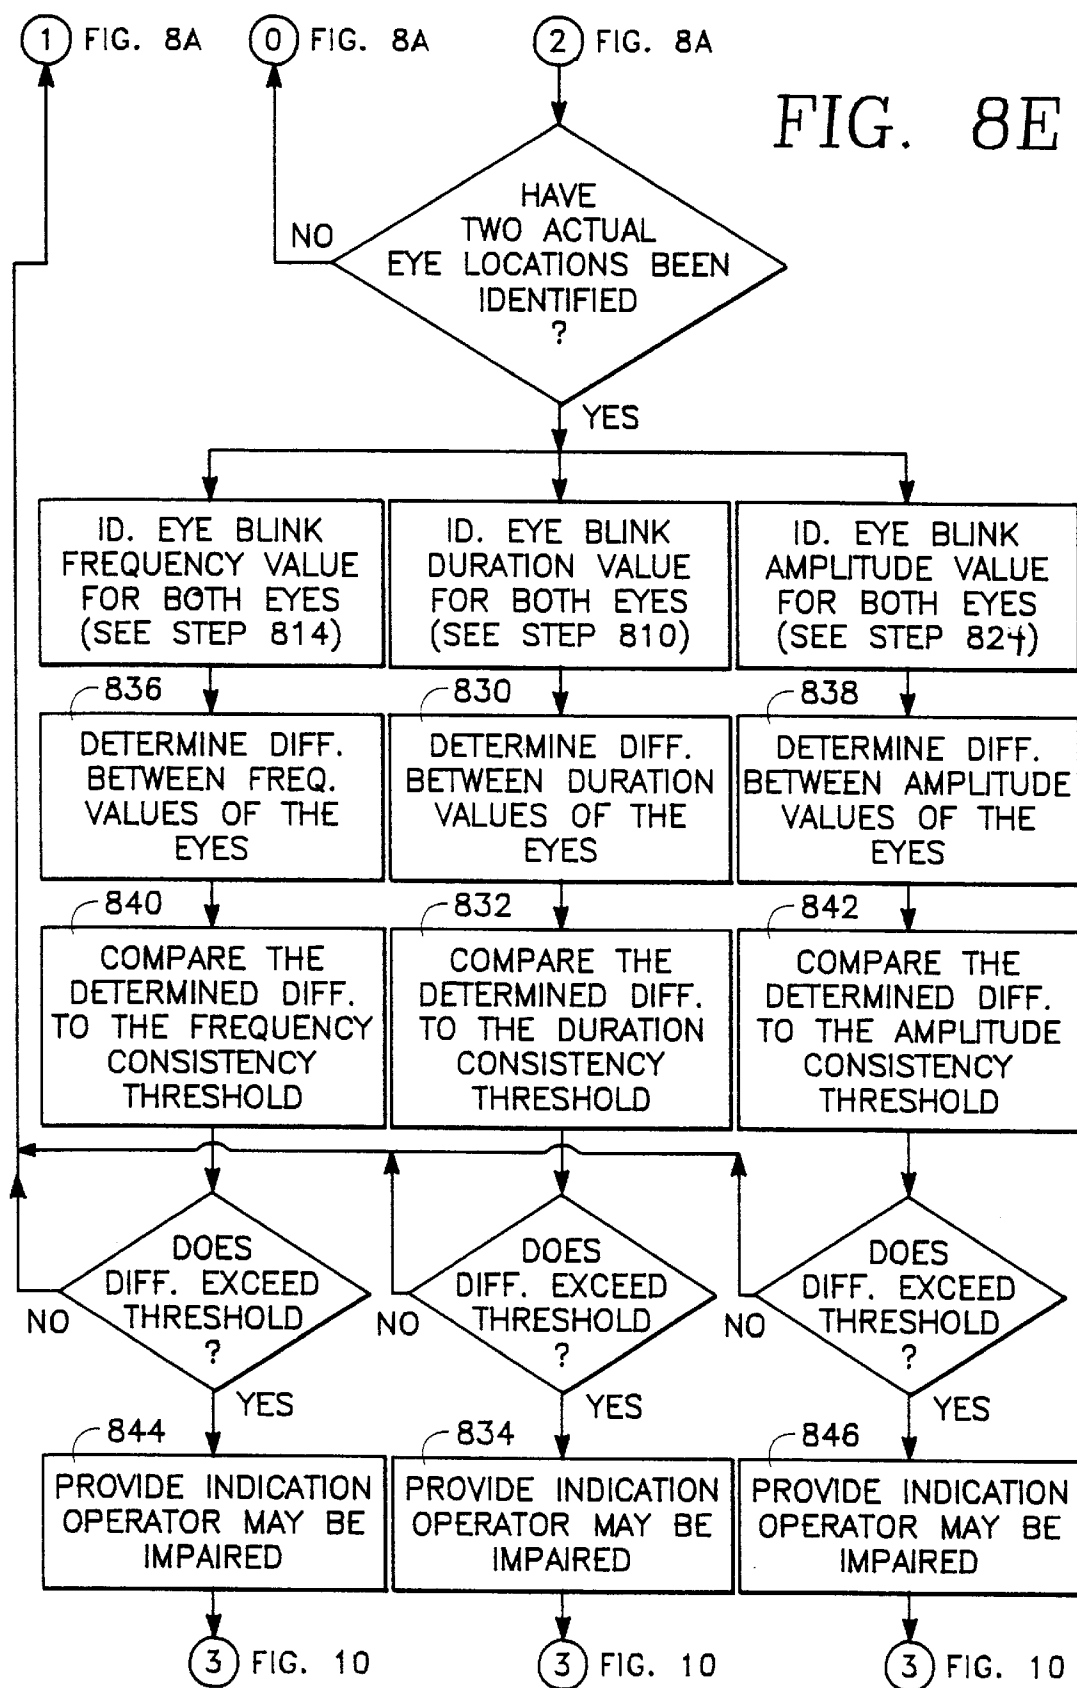 1 FIG. 8A
0 FIG. 8A
2 FIG. 8A
FIG. 8E
HAVE
TWO ACTUAL
EYE LOCATIONS BEEN
IDENTIFIED
?
NO
YES
ID. EYE BLINK
FREQUENCY VALUE
FOR BOTH EYES
(SEE STEP 814)
ID. EYE BLINK
DURATION VALUE
FOR BOTH EYES
(SEE STEP 810)
ID. EYE BLINK
AMPLITUDE VALUE
FOR BOTH EYES
(SEE STEP 824)
836
DETERMINE DIFF.
BETWEEN FREQ.
VALUES OF THE
EYES
830
DETERMINE DIFF.
BETWEEN DURATION
VALUES OF THE
EYES
838
DETERMINE DIFF.
BETWEEN AMPLITUDE
VALUES OF THE
EYES
840
COMPARE THE
DETERMINED DIFF.
TO THE FREQUENCY
CONSISTENCY
THRESHOLD
832
COMPARE THE
DETERMINED DIFF.
TO THE DURATION
CONSISTENCY
THRESHOLD
842
COMPARE THE
DETERMINED DIFF.
TO THE AMPLITUDE
CONSISTENCY
THRESHOLD
DOES
DIFF. EXCEED
THRESHOLD
?
NO
YES
DOES
DIFF. EXCEED
THRESHOLD
?
NO
YES
DOES
DIFF. EXCEED
THRESHOLD
?
NO
YES
844
PROVIDE INDICATION
OPERATOR MAY BE
IMPAIRED
834
PROVIDE INDICATION
OPERATOR MAY BE
IMPAIRED
846
PROVIDE INDICATION
OPERATOR MAY BE
IMPAIRED
3 FIG. 10
3 FIG. 10
3 FIG. 10